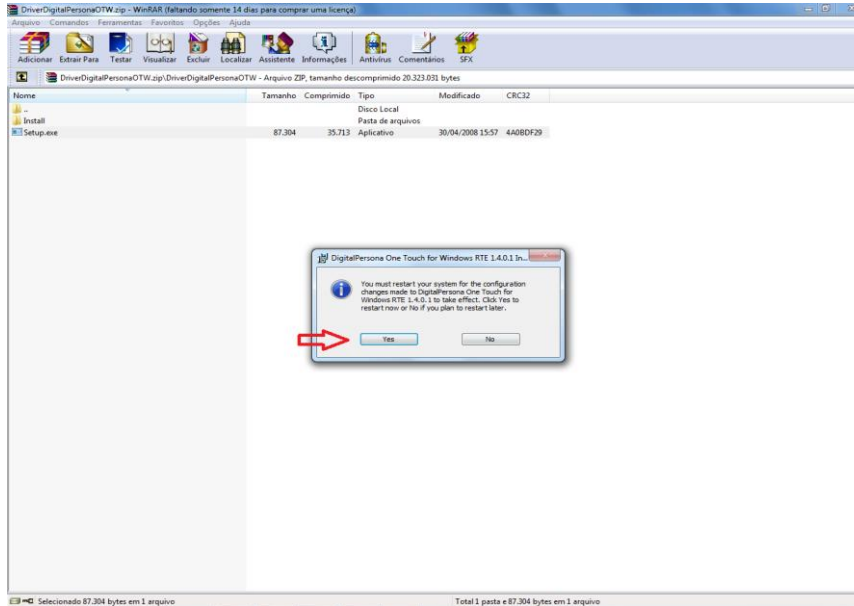 DriverDigitalPersonaOTW.zip - WinRAR (faltando somente 14 dias para comprar uma licença)
Arquivo Comandos Ferramentas Favoritos Opções Ajuda
Adicionar Extrair Para Testar Visualizar Excluir Localizar Assistente Informações Antivírus Comentários SFX
DriverDigitalPersonaOTW.zip\DriverDigitalPersonaOTW - Arquivo ZIP, tamanho descomprimido 20.323.031 bytes
Nome Tamanho Comprimido Tipo Modificado CRC32
.. Disco Local
Install Pasta de arquivos
Setup.exe 87.304 35.713 Aplicativo 30/04/2008 15:57 4A0BDF29
DigitalPersona One Touch for Windows RTE 1.4.0.1 In...
You must restart your system for the configuration
changes made to DigitalPersona One Touch for
Windows RTE 1.4.0.1 to take effect. Click Yes to
restart now or No if you plan to restart later.
Yes No
Selecionado 87.304 bytes em 1 arquivo Total 1 pasta e 87.304 bytes em 1 arquivo